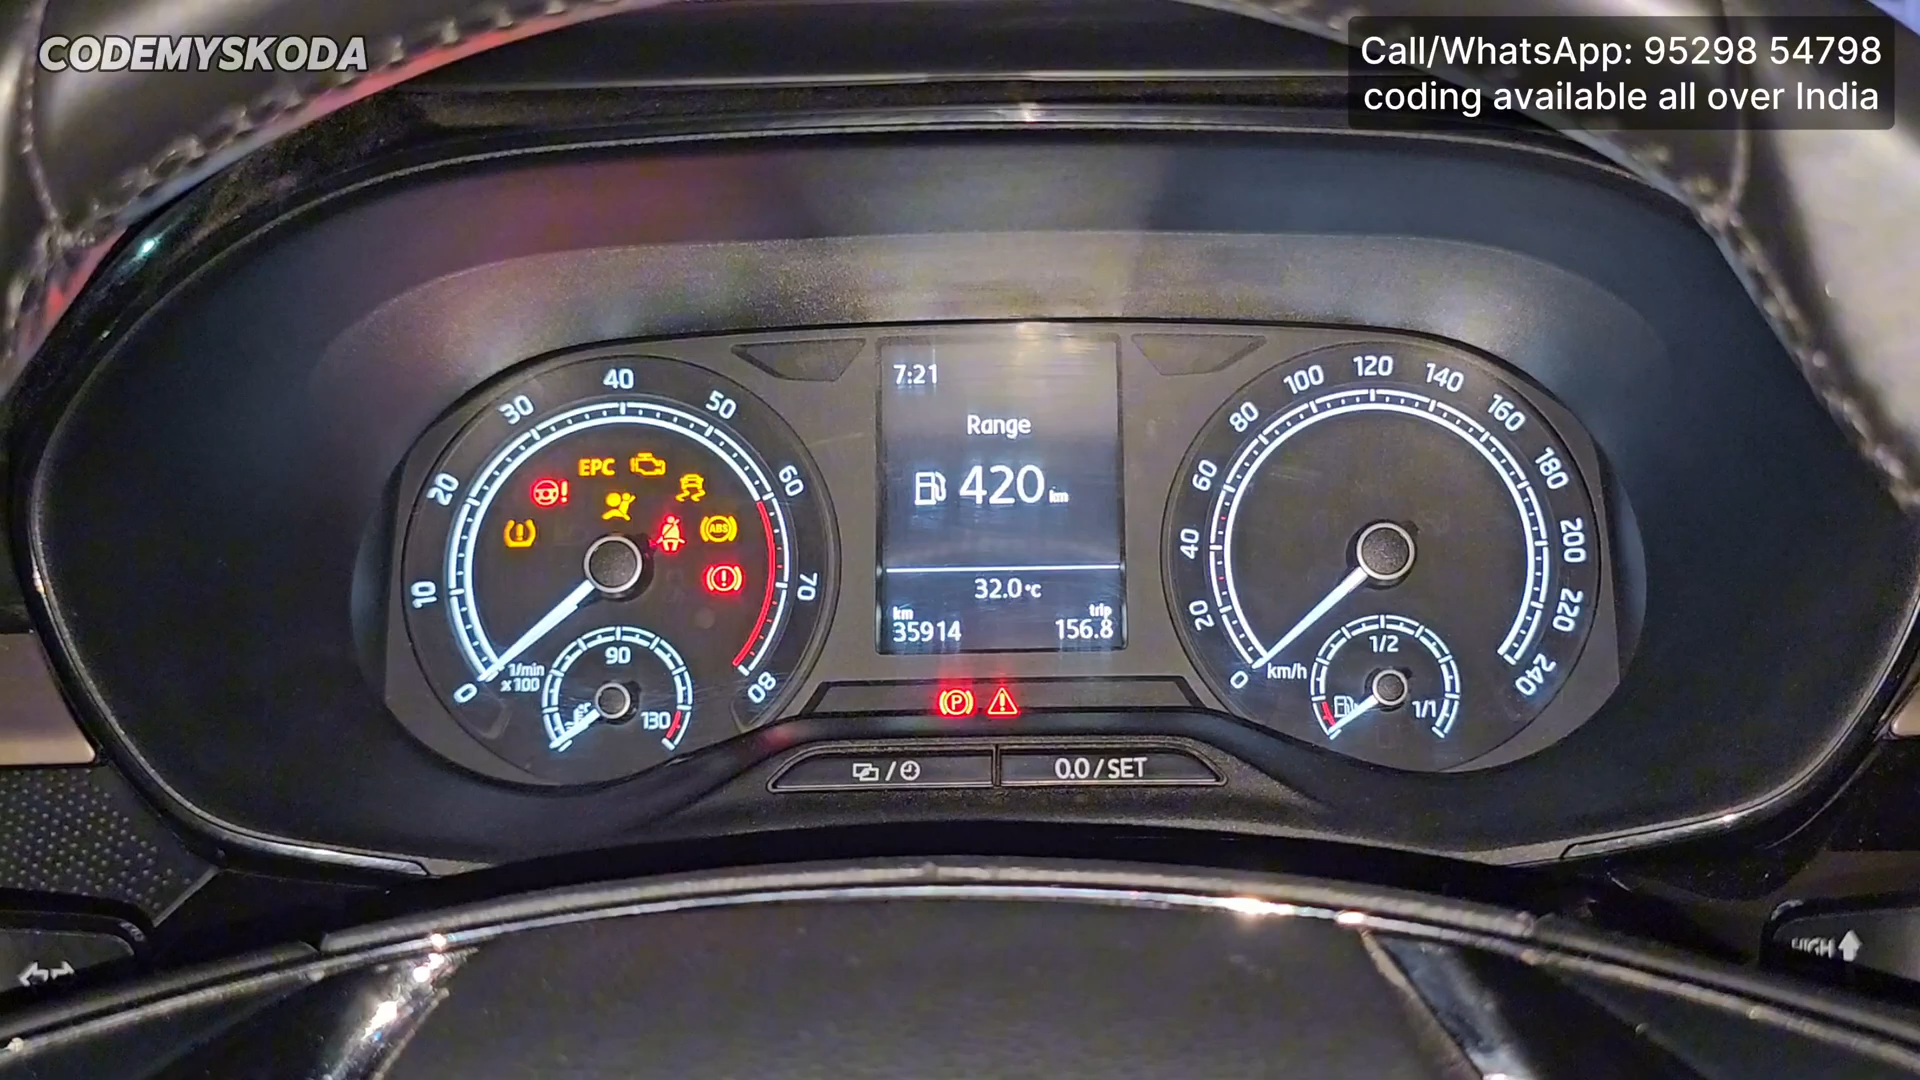 CODEMYSKODA
Call/WhatsApp: 95298 54798
coding available all over India
0 10 20 30 40 50 60 70 80
EPC
ABS
1/min
x100
90
130
7:21
Range
420 km
32.0°C
km
35914
trip
156.8
P
0 20 40 60 80 100 120 140 160 180 200 220 240
km/h
1/2
1/1
0.0/SET
HIGH